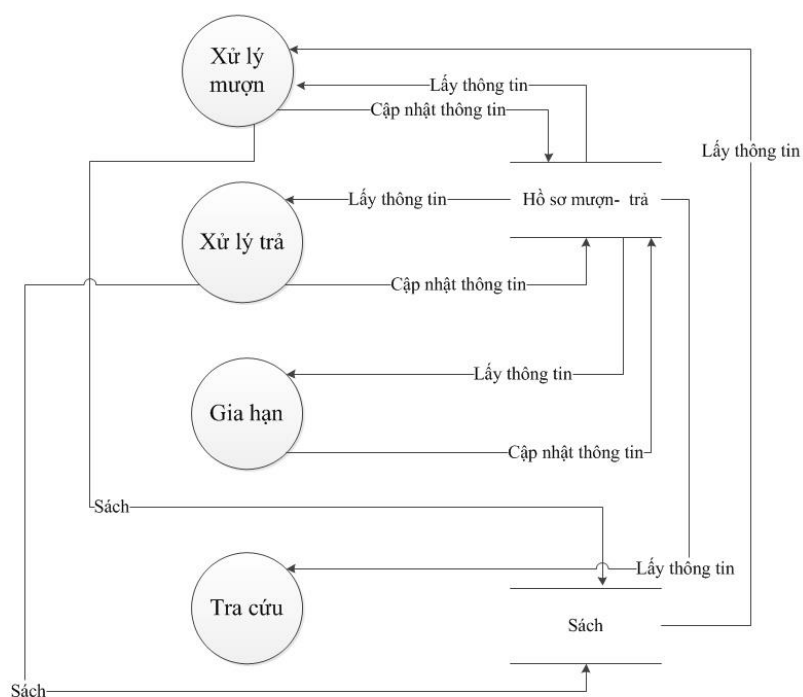 Xử lý
mượn
Lấy thông tin
Cập nhật thông tin
Lấy thông tin
Lấy thông tin
Hồ sơ mượn- trả
Xử lý trả
Cập nhật thông tin
Lấy thông tin
Gia hạn
Cập nhật thông tin
Sách
Lấy thông tin
Tra cứu
Sách
Sách